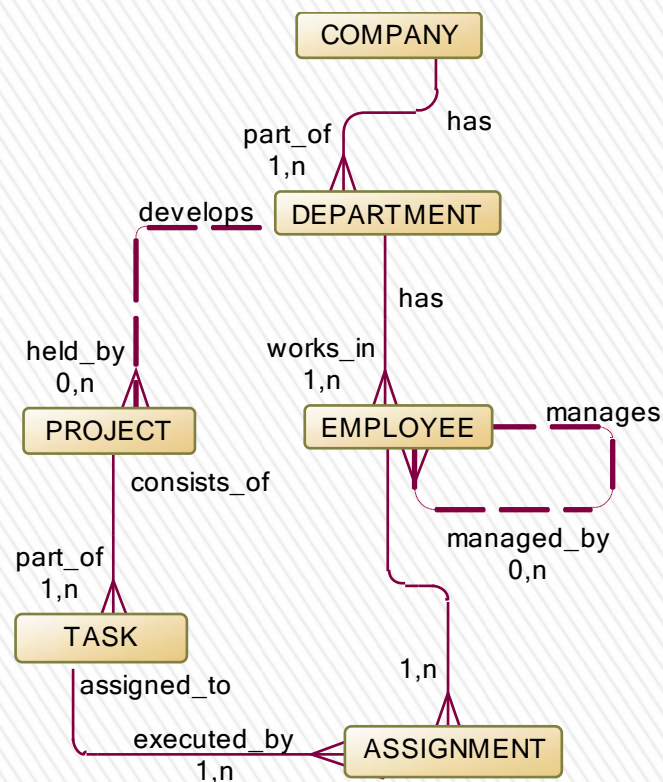 COMPANY
has
part_of
1,n
DEPARTMENT
develops
has
held_by
0,n
works_in
1,n
PROJECT
EMPLOYEE
manages
consists_of
managed_by
0,n
part_of
1,n
TASK
assigned_to
1,n
executed_by
1,n
ASSIGNMENT